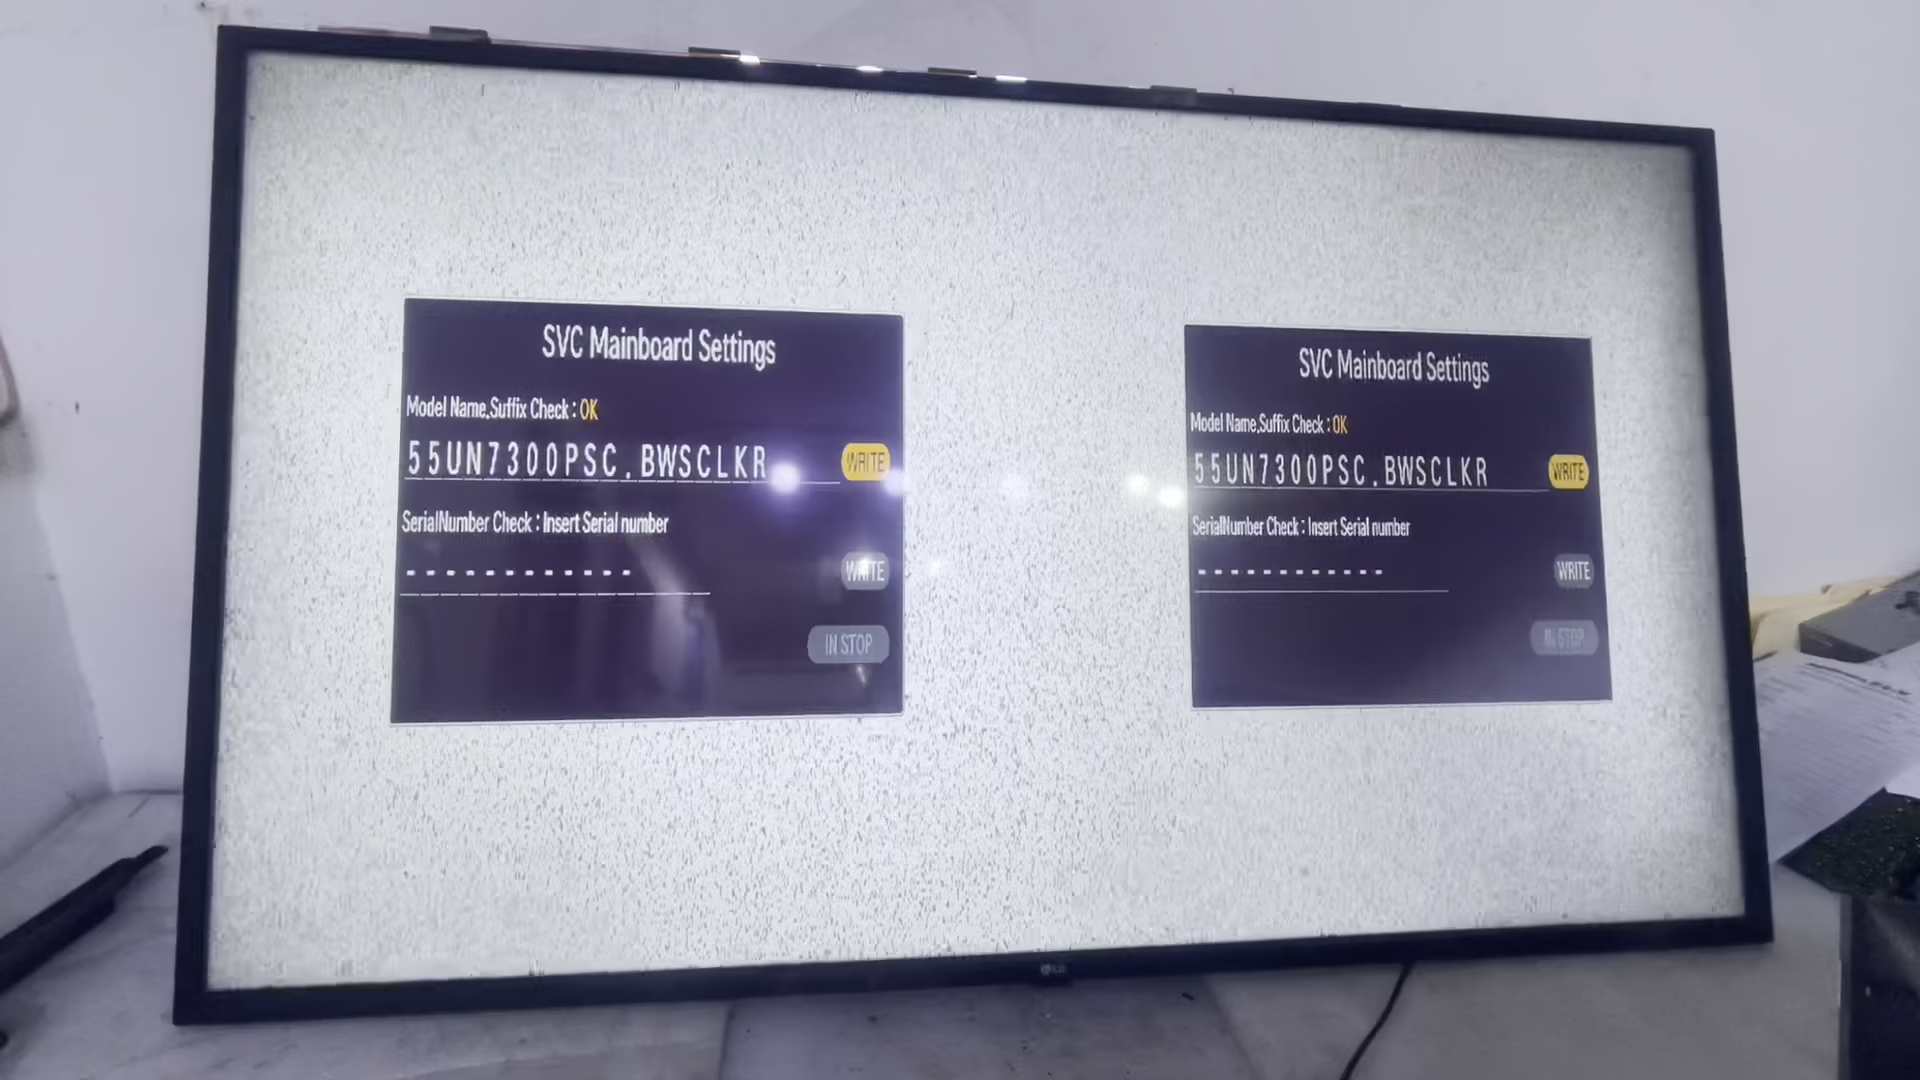 SVC Mainboard Settings
Model Name,Suffix Check : OK
55UN7300PSC.BWSCLKR WRITE
SerialNumber Check : Insert Serial number
- - - - - - - - - - - - WRITE
IN STOP
SVC Mainboard Settings
Model Name,Suffix Check : OK
55UN7300PSC.BWSCLKR WRITE
SerialNumber Check : Insert Serial number
- - - - - - - - - - - - WRITE
IN STOP
LG